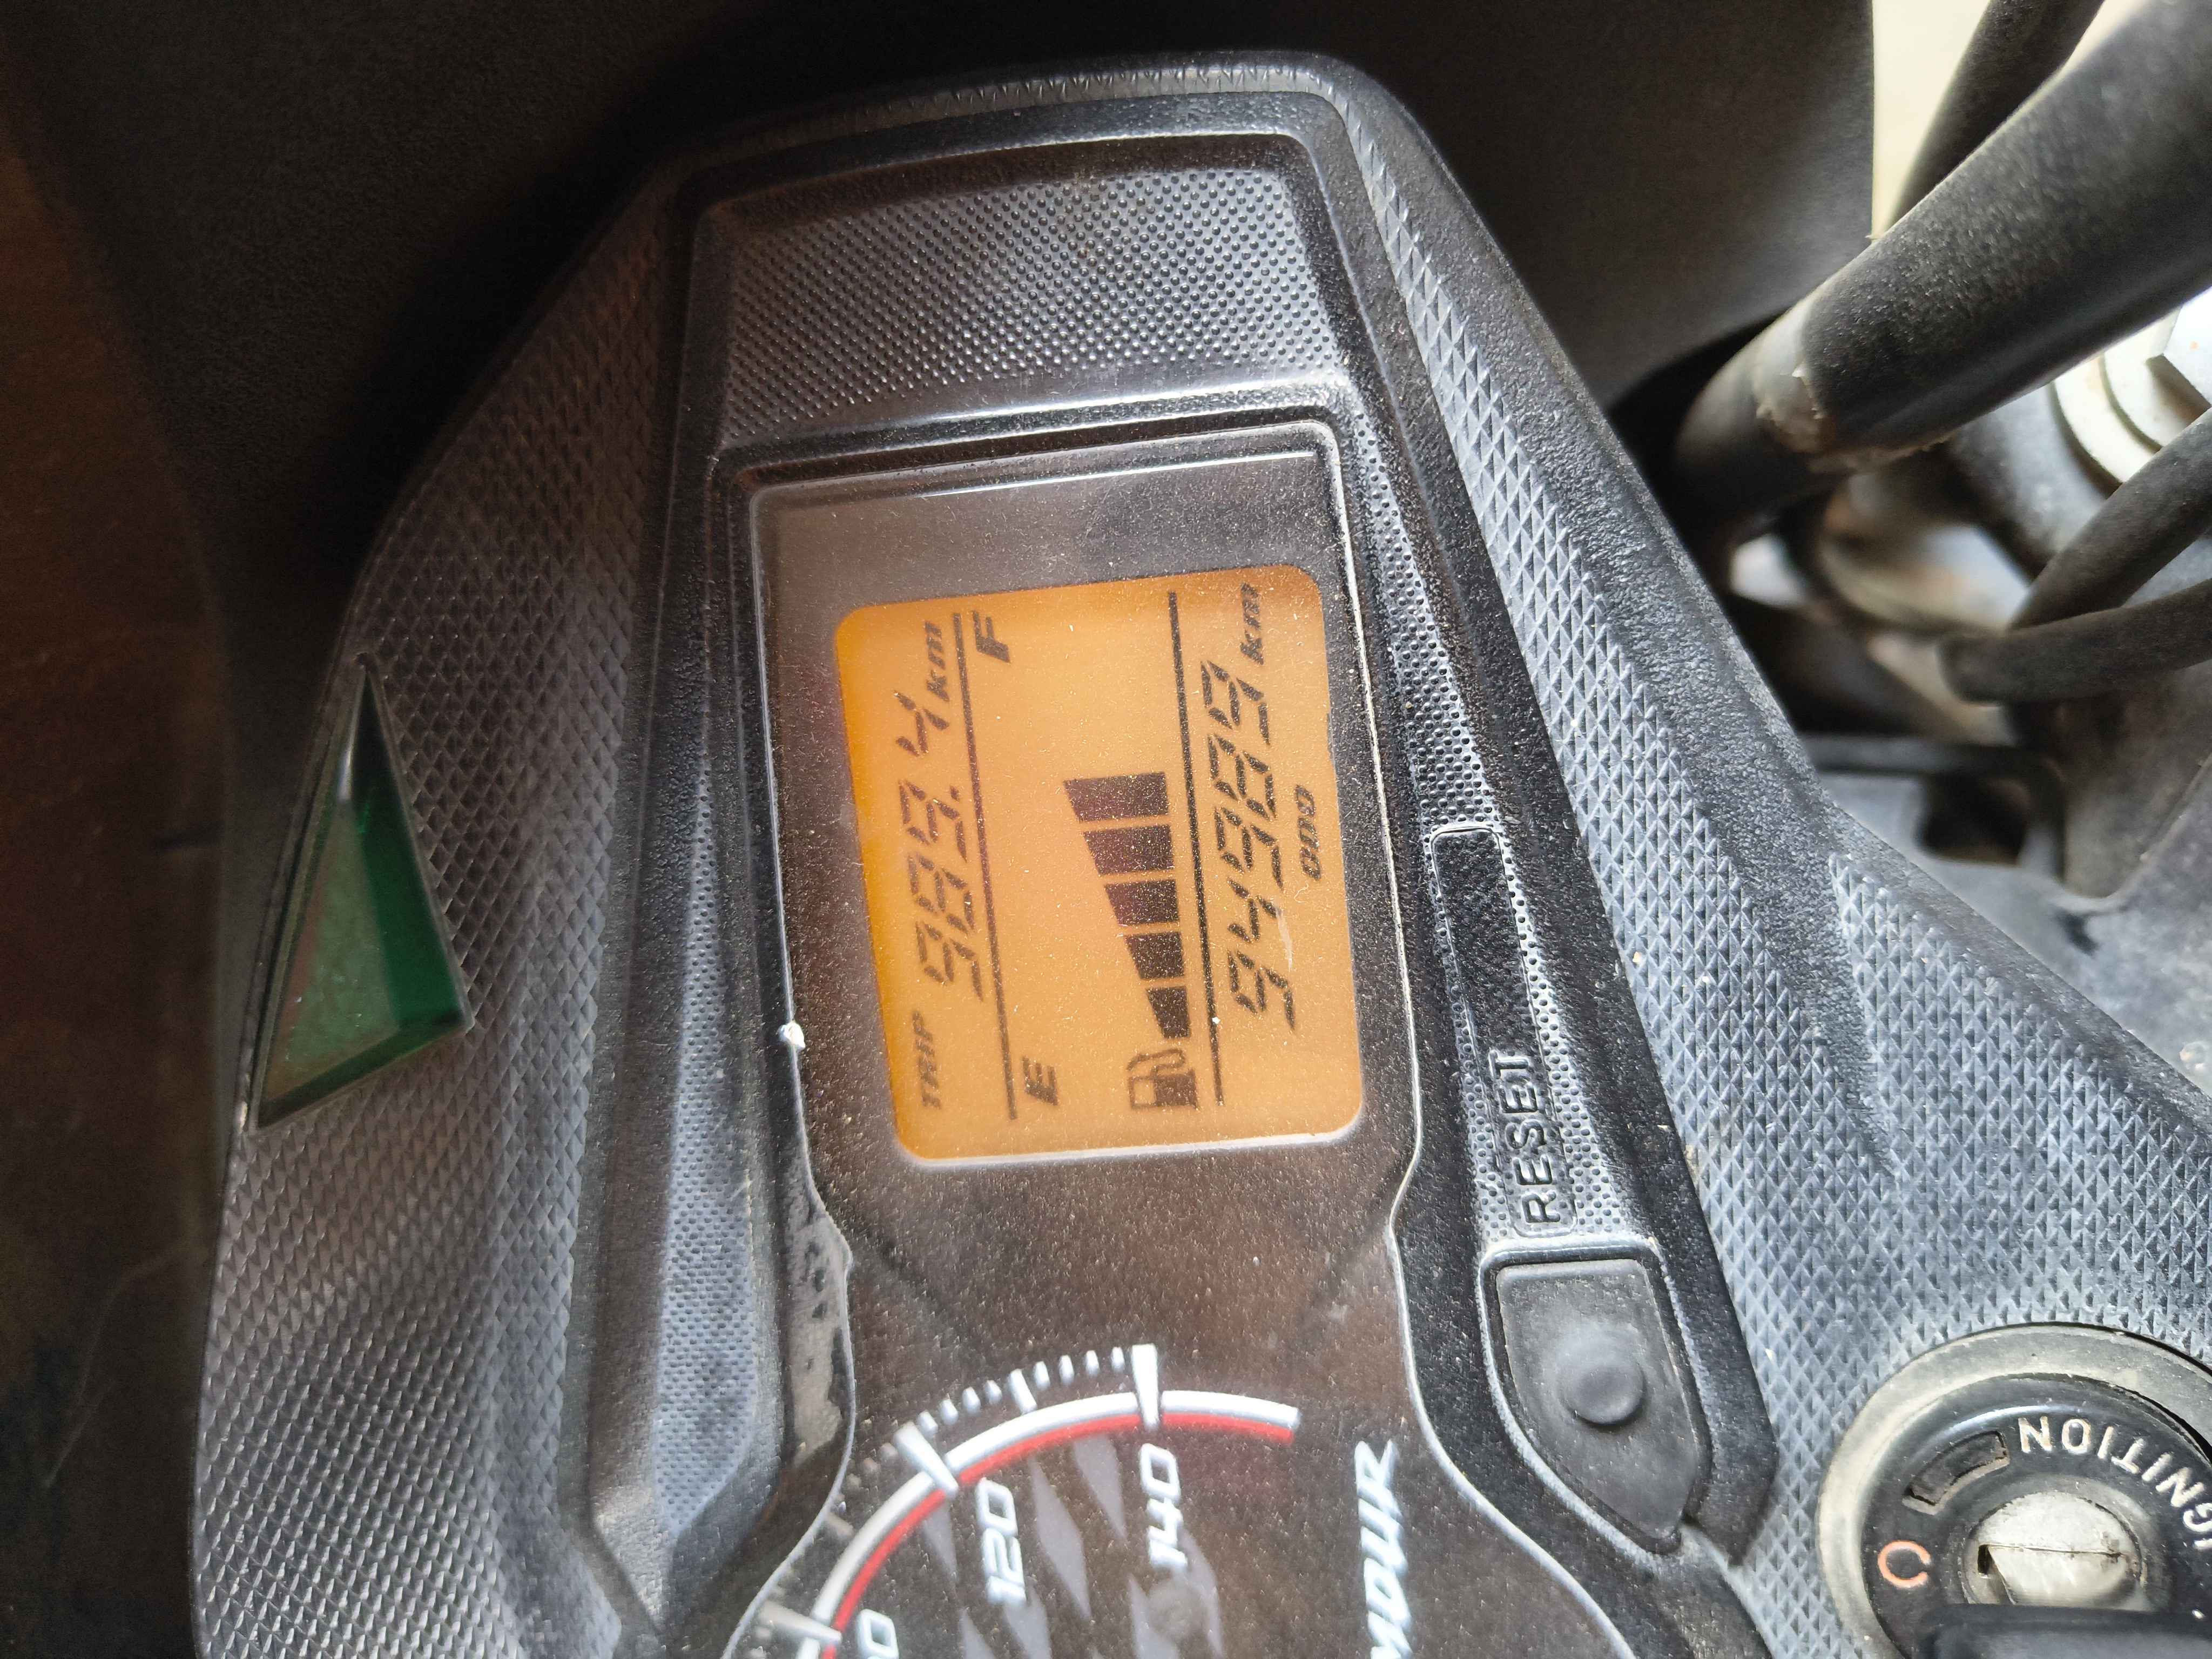 TRIP 989.4 km
E F
94989 km
ODO
RESET
120
140
IGNITION